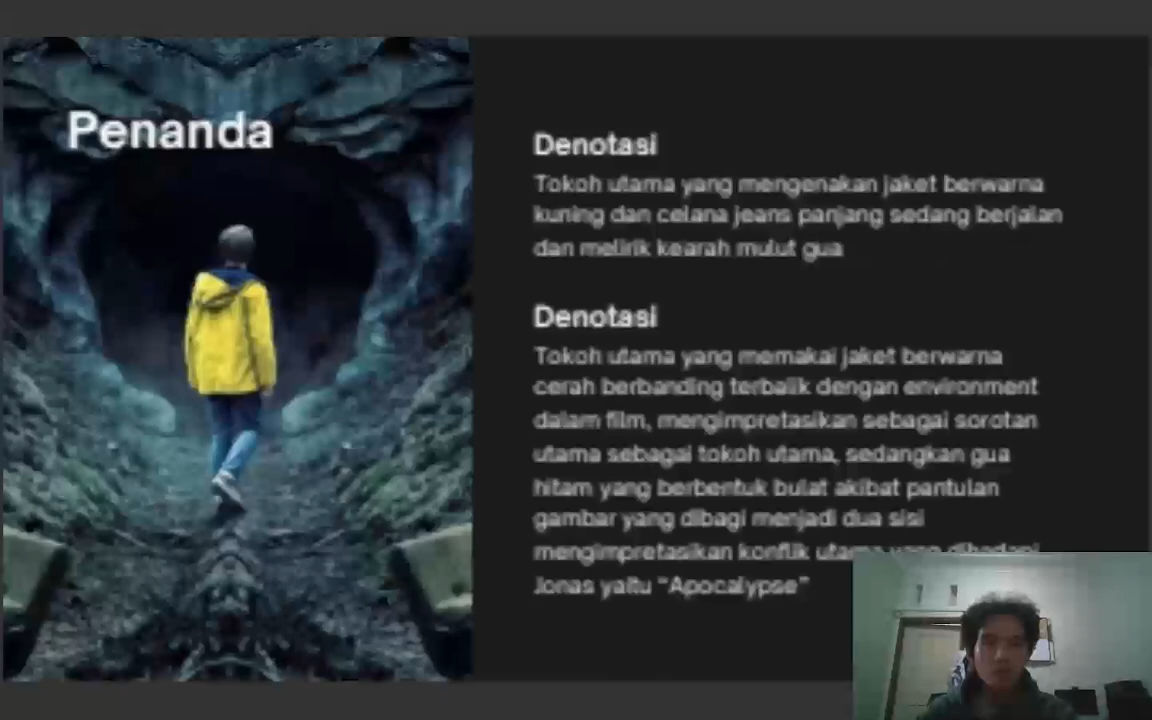 Penanda
Denotasi
Tokoh utama yang mengenakan jaket berwarna
kuning dan celana jeans panjang sedang berjalan
dan melirik kearah mulut gua
Denotasi
Tokoh utama yang memakai jaket berwarna
cerah berbanding terbalik dengan environment
dalam film, mengimpretasikan sebagai sorotan
utama sebagai tokoh utama, sedangkan gua
hitam yang berbentuk bulat akibat pantulan
gambar yang dibagi menjadi dua sisi
mengimpretasikan konflik utama yang dihadapi
Jonas yaitu "Apocalypse"